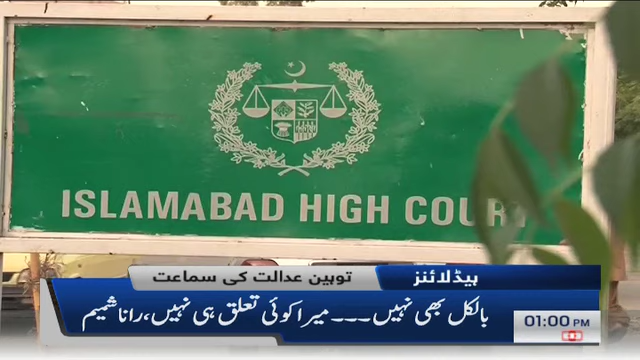 ISLAMABAD HIGH COURT
ہیڈلائنز
توہین عدالت کی سماعت
بالکل بھی نہیں ۔۔۔ میرا کوئی تعلق ہی نہیں، رانا شمیم
01:00 PM